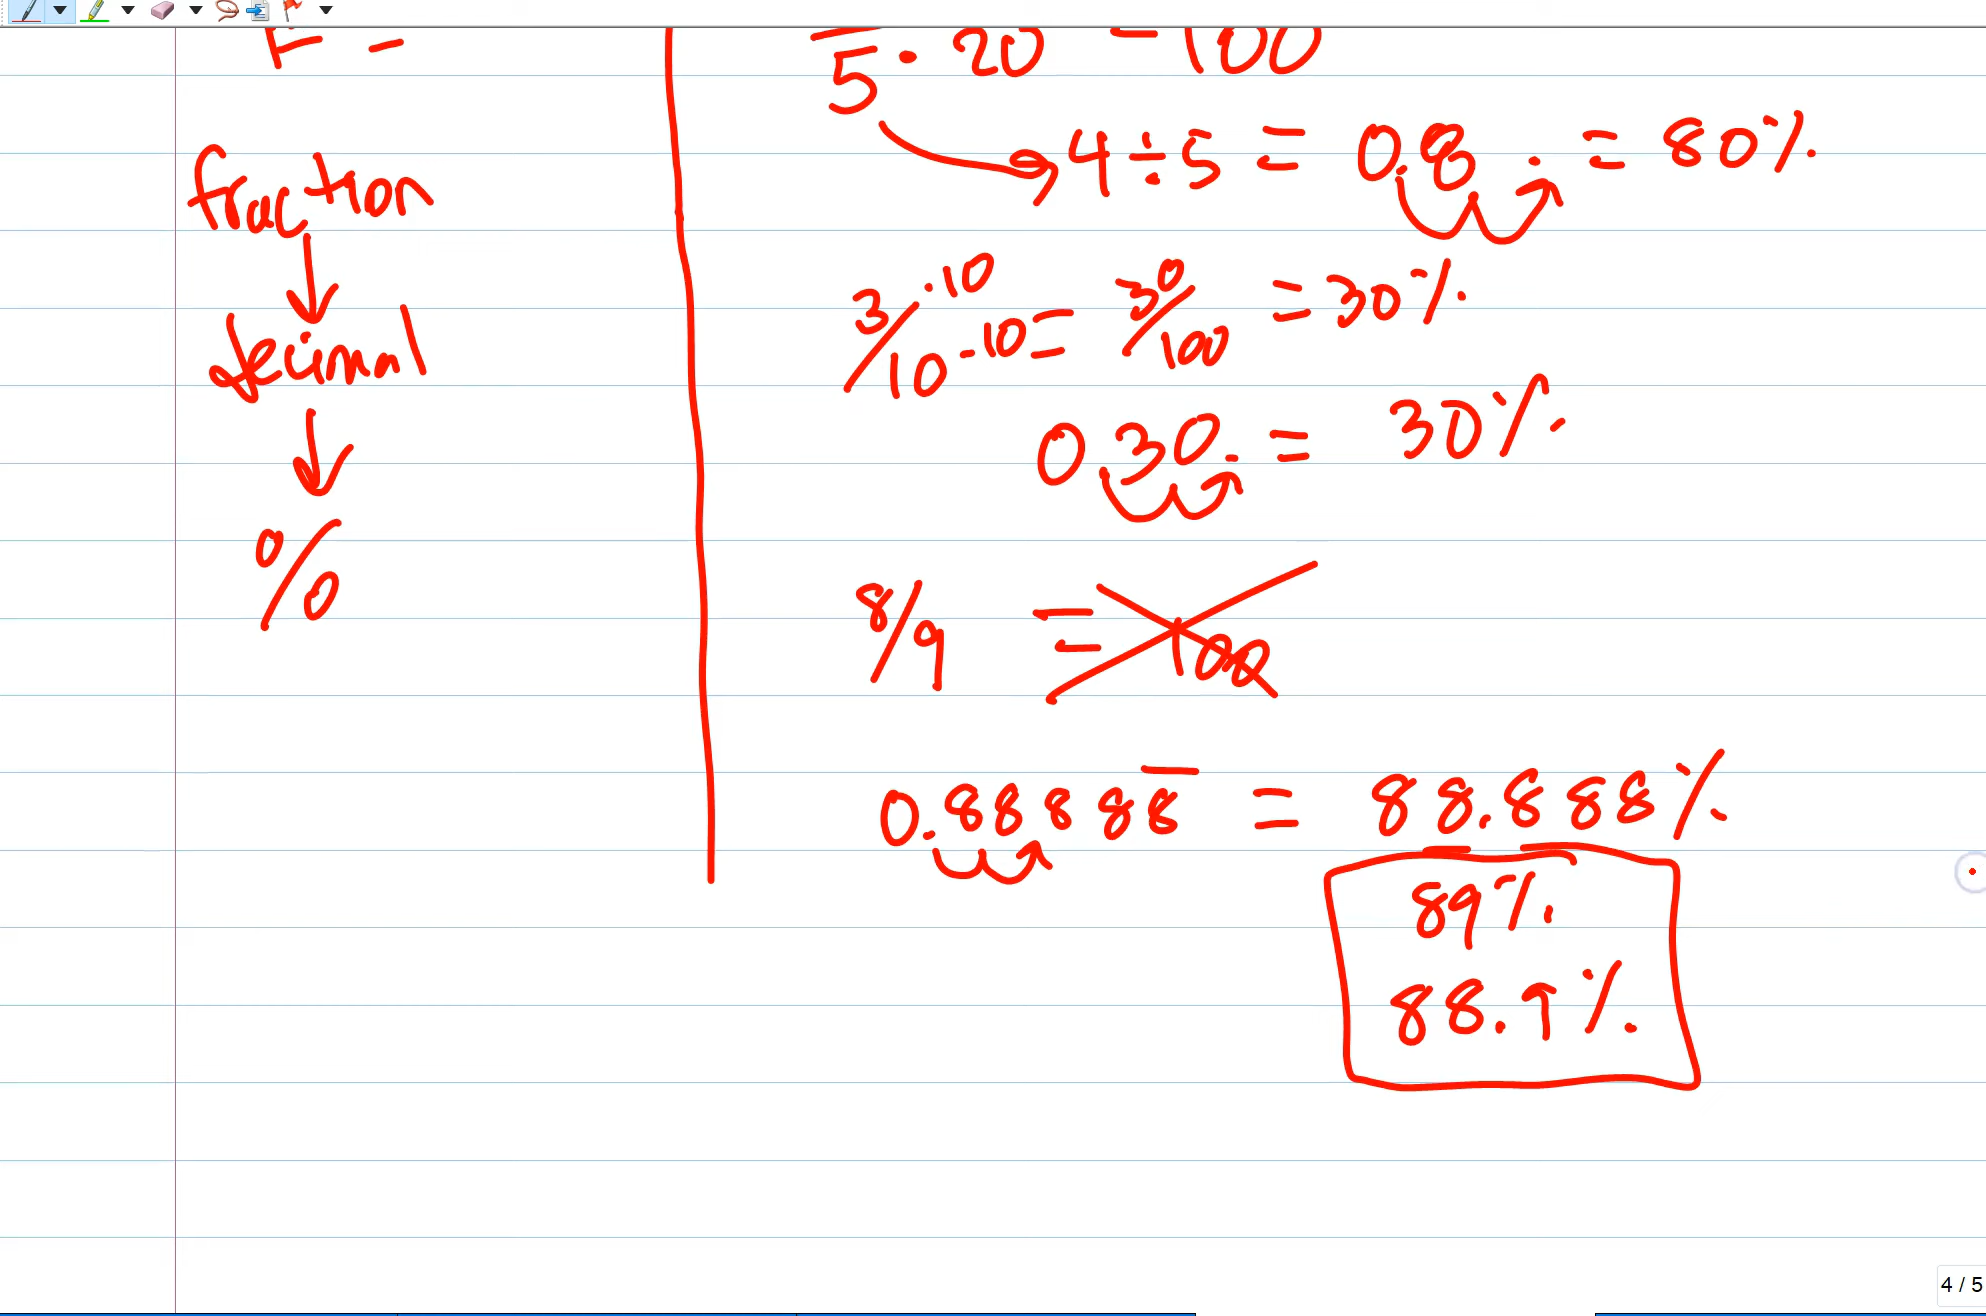 fraction
decimal
%
5 · 20 = 100
4 ÷ 5 = 0.8 . = 80%
3/10 ·10 ·10 = 30/100 = 30%
0.30. = 30%
8/9 = 100
0.88888̅ = 88.888%
89%
88.9%
4 / 5